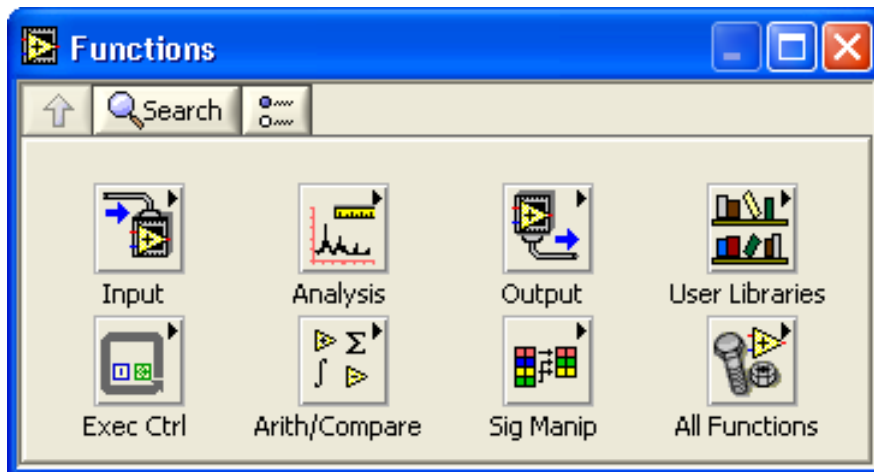 Functions
Search
Input Analysis Output User Libraries
Exec Ctrl Arith/Compare Sig Manip All Functions